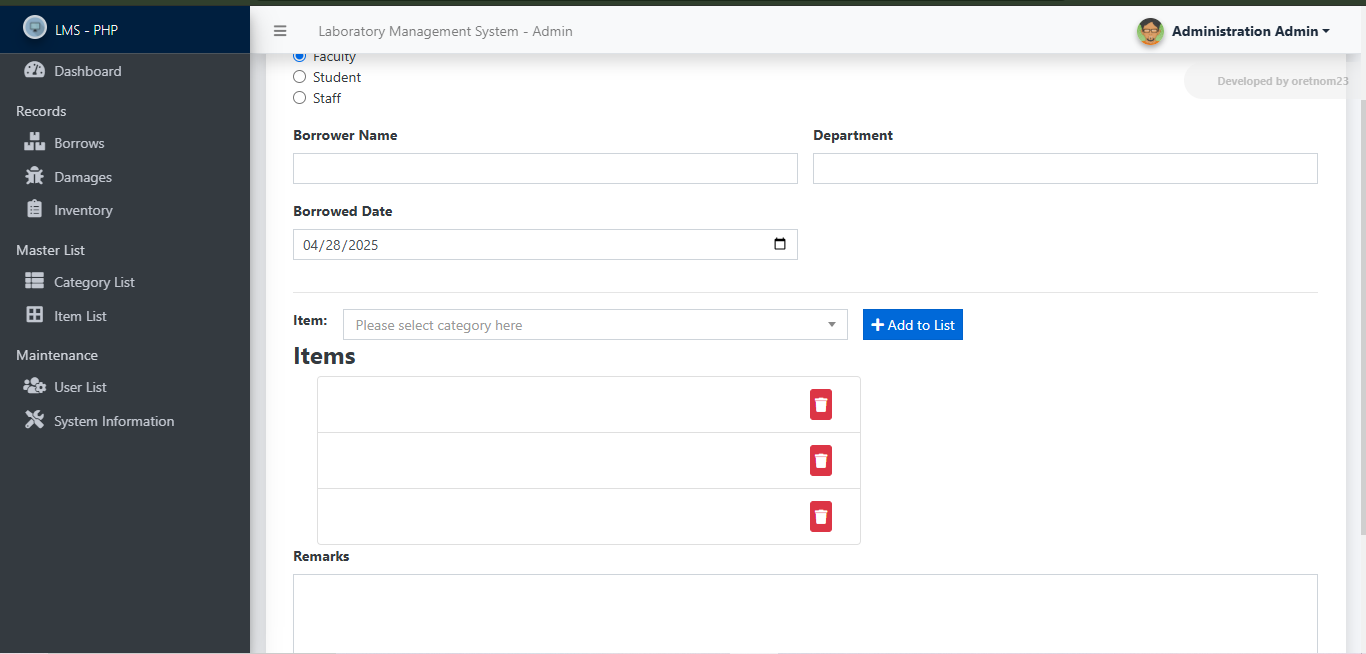 LMS - PHP
Laboratory Management System - Admin
Administration Admin
Dashboard
Records
Borrows
Damages
Inventory
Master List
Category List
Item List
Maintenance
User List
System Information
Developed by oretnom23
Faculty
Student
Staff
Borrower Name
Department
Borrowed Date
04/28/2025
Item:
Please select category here
Add to List
Items
Remarks